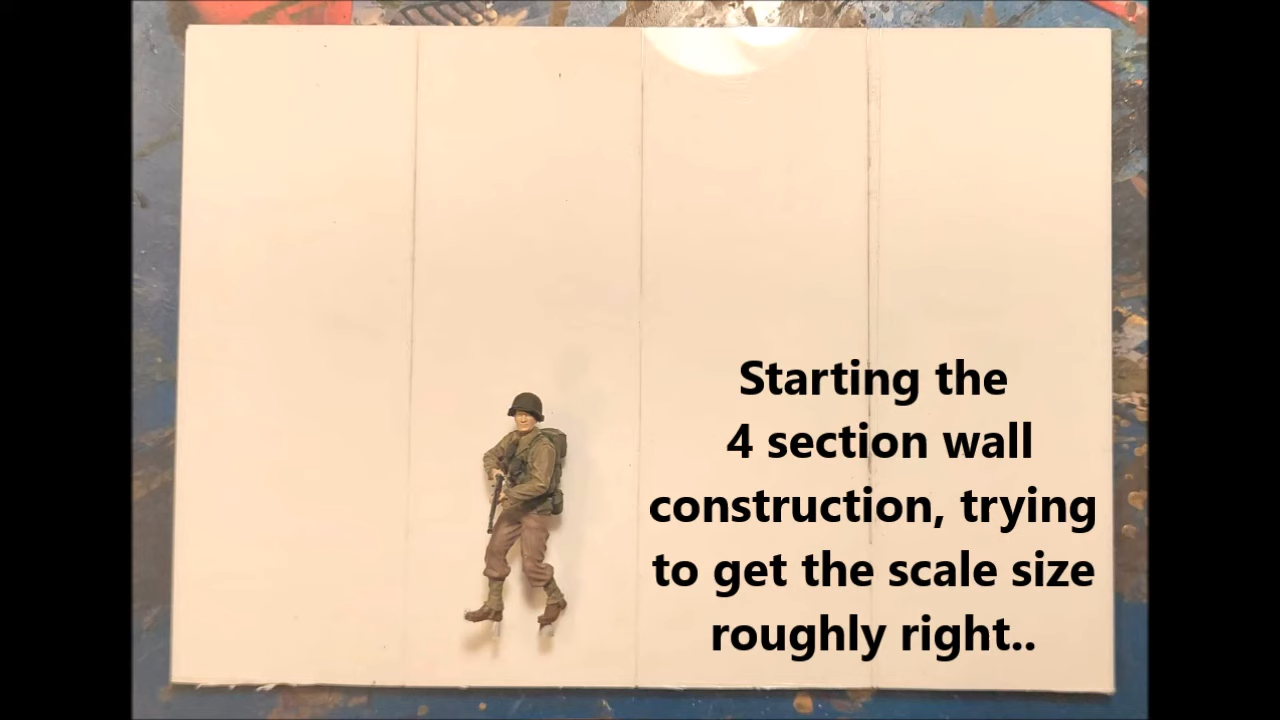 Starting the
4 section wall
construction, trying
to get the scale size
roughly right..